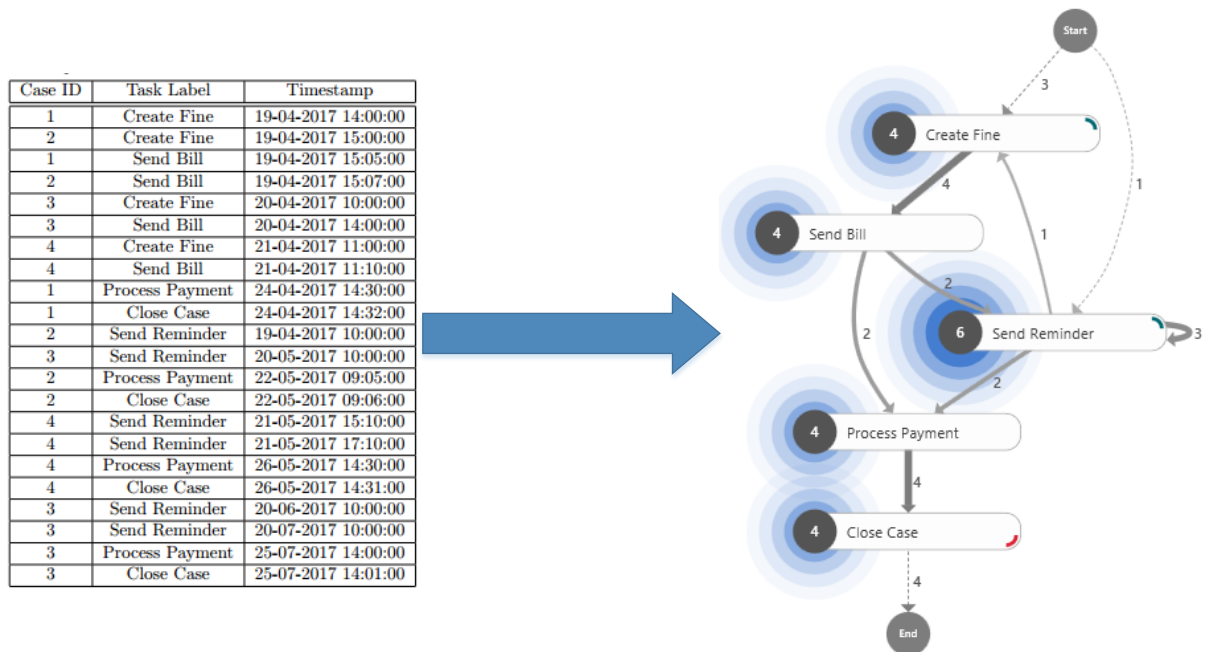 Case ID Task Label Timestamp
1 Create Fine 19-04-2017 14:00:00
2 Create Fine 19-04-2017 15:00:00
1 Send Bill 19-04-2017 15:05:00
2 Send Bill 19-04-2017 15:07:00
3 Create Fine 20-04-2017 10:00:00
3 Send Bill 20-04-2017 14:00:00
4 Create Fine 21-04-2017 11:00:00
4 Send Bill 21-04-2017 11:10:00
1 Process Payment 24-04-2017 14:30:00
1 Close Case 24-04-2017 14:32:00
2 Send Reminder 19-04-2017 10:00:00
3 Send Reminder 20-05-2017 10:00:00
2 Process Payment 22-05-2017 09:05:00
2 Close Case 22-05-2017 09:06:00
4 Send Reminder 21-05-2017 15:10:00
4 Send Reminder 21-05-2017 17:10:00
4 Process Payment 26-05-2017 14:30:00
4 Close Case 26-05-2017 14:31:00
3 Send Reminder 20-06-2017 10:00:00
3 Send Reminder 20-07-2017 10:00:00
3 Process Payment 25-07-2017 14:00:00
3 Close Case 25-07-2017 14:01:00
Start
3
4 Create Fine
4
1
4 Send Bill
1
2
2
6 Send Reminder
3
2
4 Process Payment
4
4 Close Case
4
End